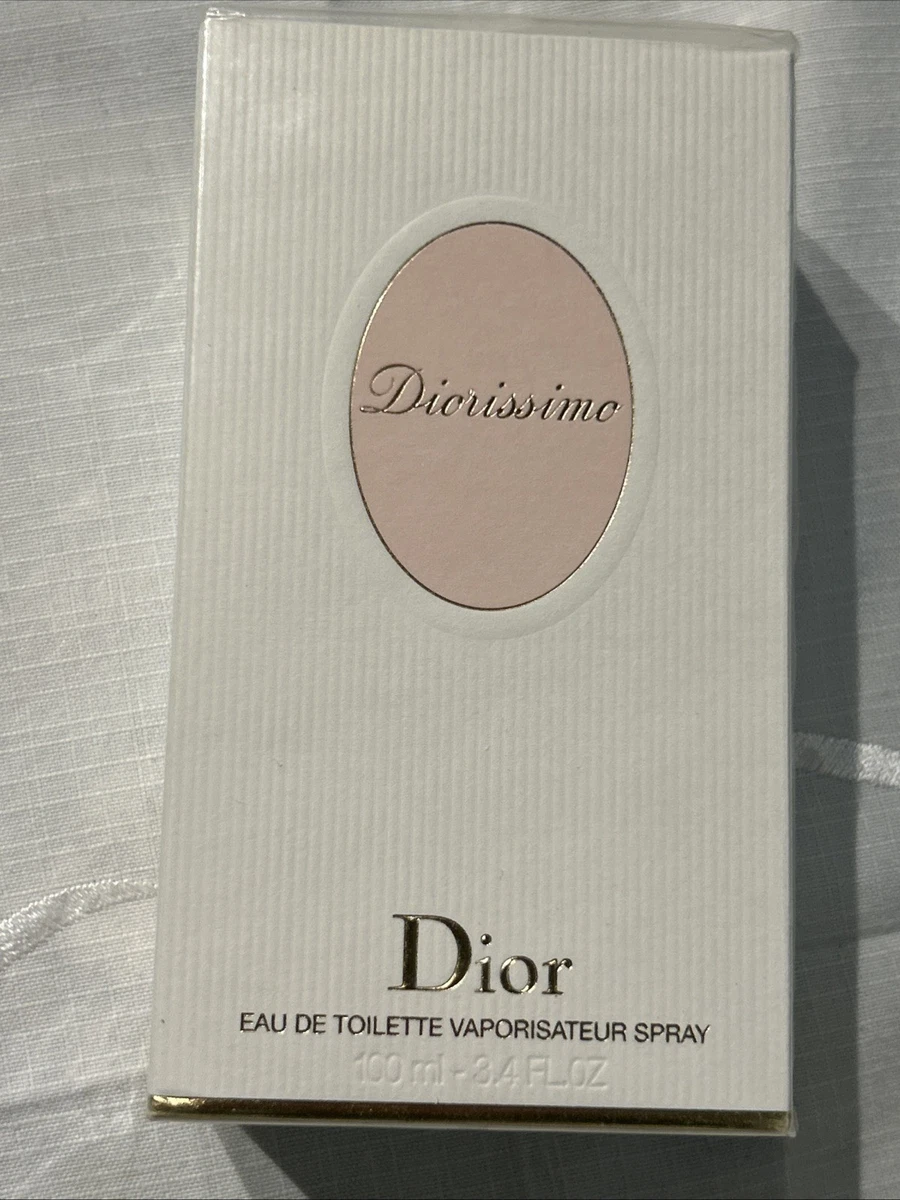 Diorissimo
Dior
EAU DE TOILETTE VAPORISATEUR SPRAY
100 ml - 3.4 FL.OZ